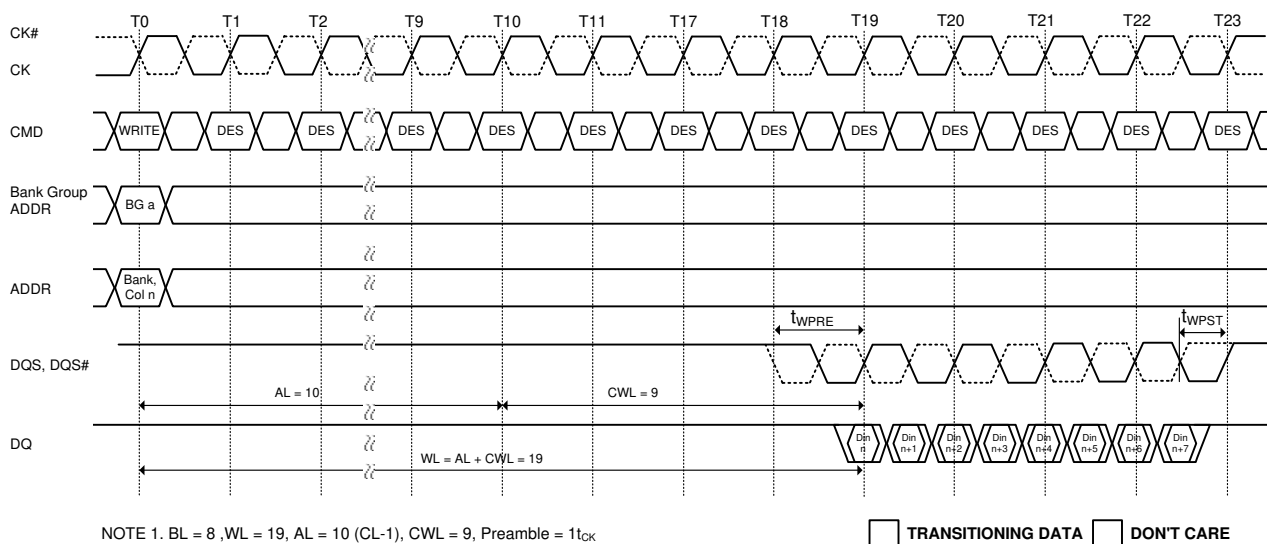 T0 T1 T2 T9 T10 T11 T17 T18 T19 T20 T21 T22 T23
CK#
CK
CMD WRITE DES DES DES DES DES DES DES DES DES DES DES DES
Bank Group
ADDR
BG a
ADDR
Bank,
Col n
tWPRE tWPST
DQS, DQS#
AL = 10 CWL = 9
DQ
Din n Din n+1 Din n+2 Din n+3 Din n+4 Din n+5 Din n+6 Din n+7
WL = AL + CWL = 19
NOTE 1. BL = 8 ,WL = 19, AL = 10 (CL-1), CWL = 9, Preamble = 1tCK
TRANSITIONING DATA DON'T CARE